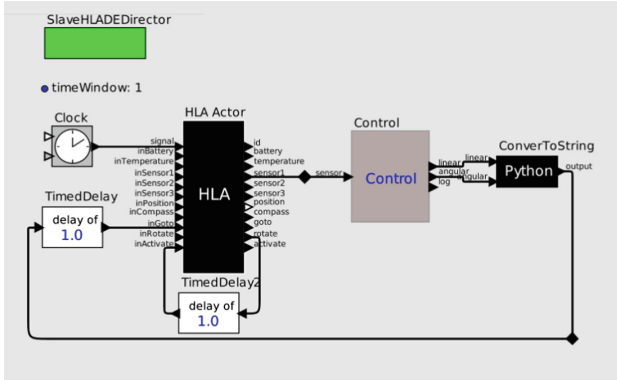 SlaveHLADEDirector
timeWindow: 1
Clock
HLA Actor
signal
inBattery
inTemperature
inSensor1
inSensor2
inSensor3
inPosition
inCompass
inGoto
inRotate
inActivate
HLA
id
battery
temperature
sensor1
sensor2
sensor3
position
compass
goto
rotate
activate
sensor
Control
Control
linear
angular
log
linear
angular
ConverToString
Python
output
TimedDelay
delay of
1.0
TimedDelay2
delay of
1.0